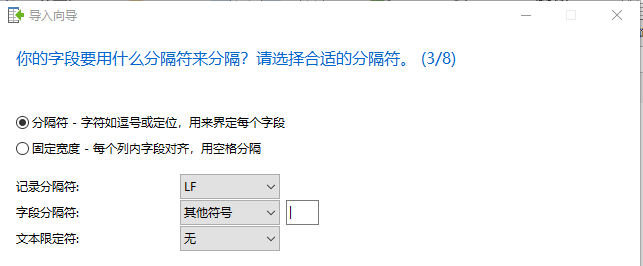 导入向导
你的字段要用什么分隔符来分隔？请选择合适的分隔符。 (3/8)
分隔符 - 字符如逗号或定位，用来界定每个字段
固定宽度 - 每个列内字段对齐，用空格分隔
记录分隔符: LF
字段分隔符: 其他符号 |
文本限定符: 无